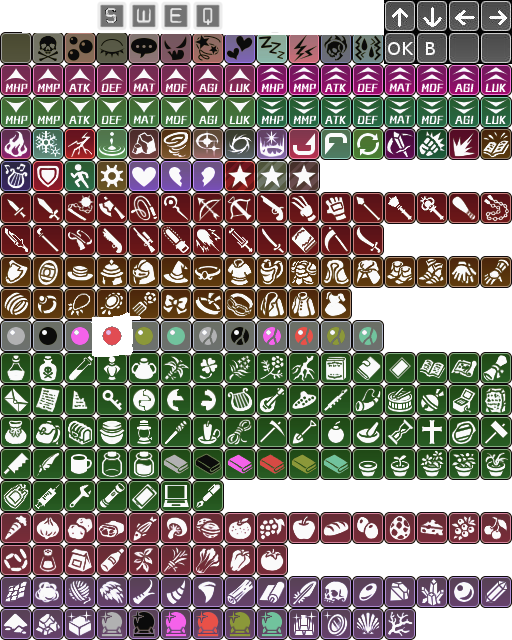 S W E Q
OK B
MHP MMP ATK DEF MAT MDF AGI LUK MHP MMP ATK DEF MAT MDF AGI LUK
MHP MMP ATK DEF MAT MDF AGI LUK MHP MMP ATK DEF MAT MDF AGI LUK